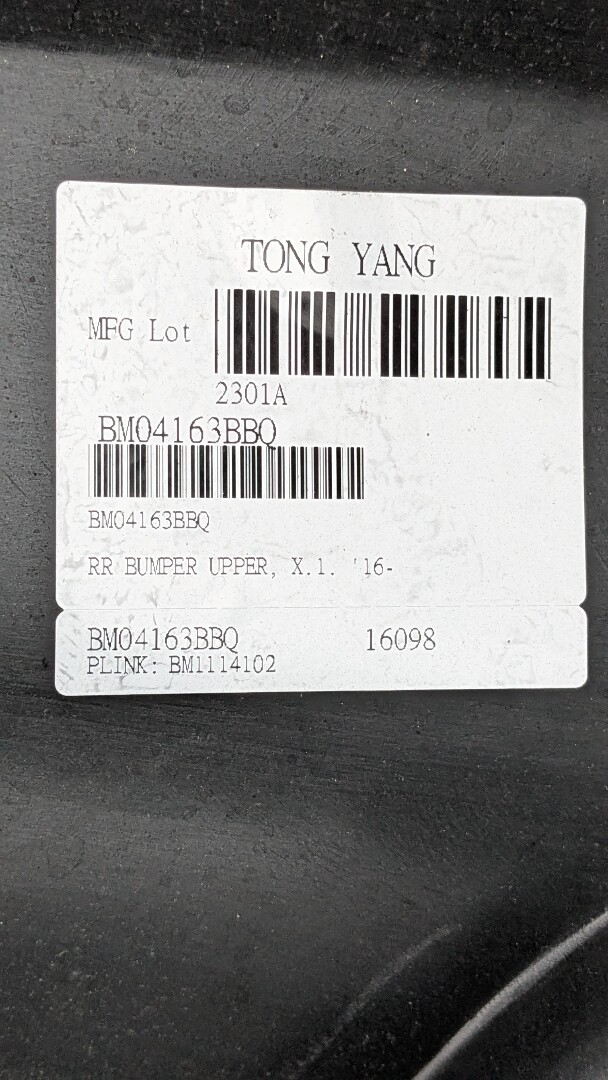 TONG YANG
MFG Lot
2301A
BM04163BBQ
BM04163BBQ
RR BUMPER UPPER, X.1. '16-
BM04163BBQ 16098
PLINK: BM1114102